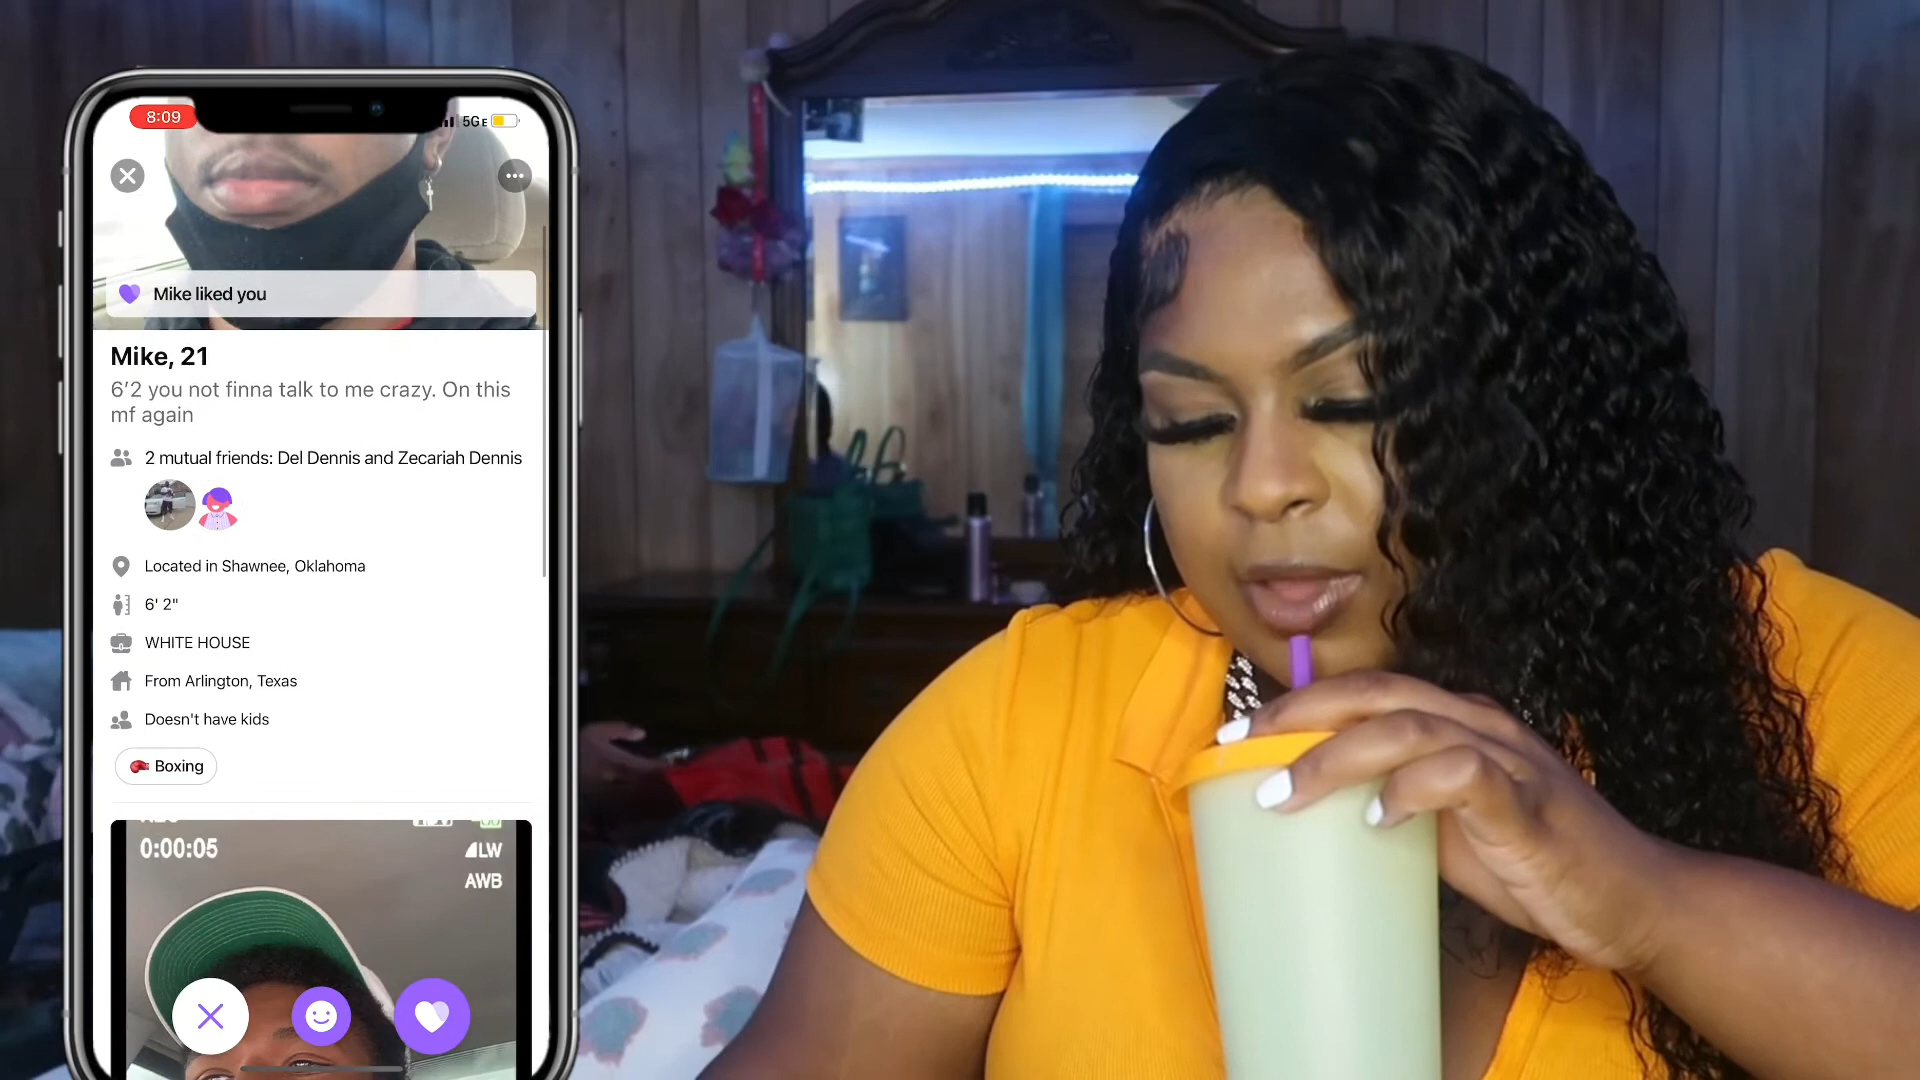 8:09
5GE
Mike liked you
Mike, 21
6’2 you not finna talk to me crazy. On this
mf again
2 mutual friends: Del Dennis and Zecariah Dennis
Located in Shawnee, Oklahoma
6' 2"
WHITE HOUSE
From Arlington, Texas
Doesn't have kids
Boxing
0:00:05
LW
AWB